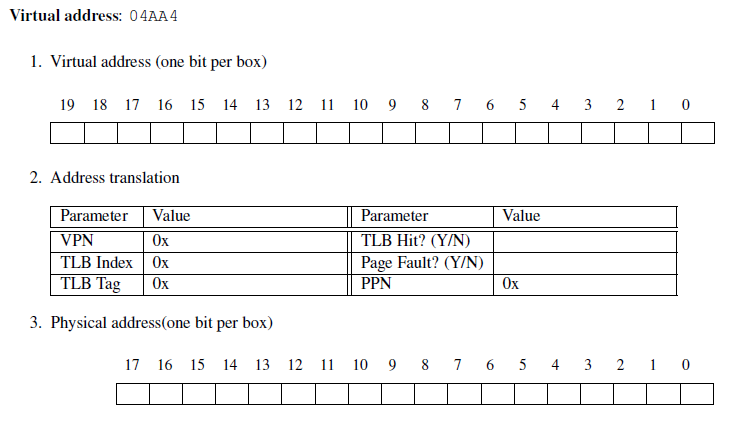 Virtual address: 04AA4
1. Virtual address (one bit per box)
19 18 17 16 15 14 13 12 11 10 9 8 7 6 5 4 3 2 1 0
2. Address translation
Parameter Value Parameter Value
VPN 0x TLB Hit? (Y/N)
TLB Index 0x Page Fault? (Y/N)
TLB Tag 0x PPN 0x
3. Physical address(one bit per box)
17 16 15 14 13 12 11 10 9 8 7 6 5 4 3 2 1 0